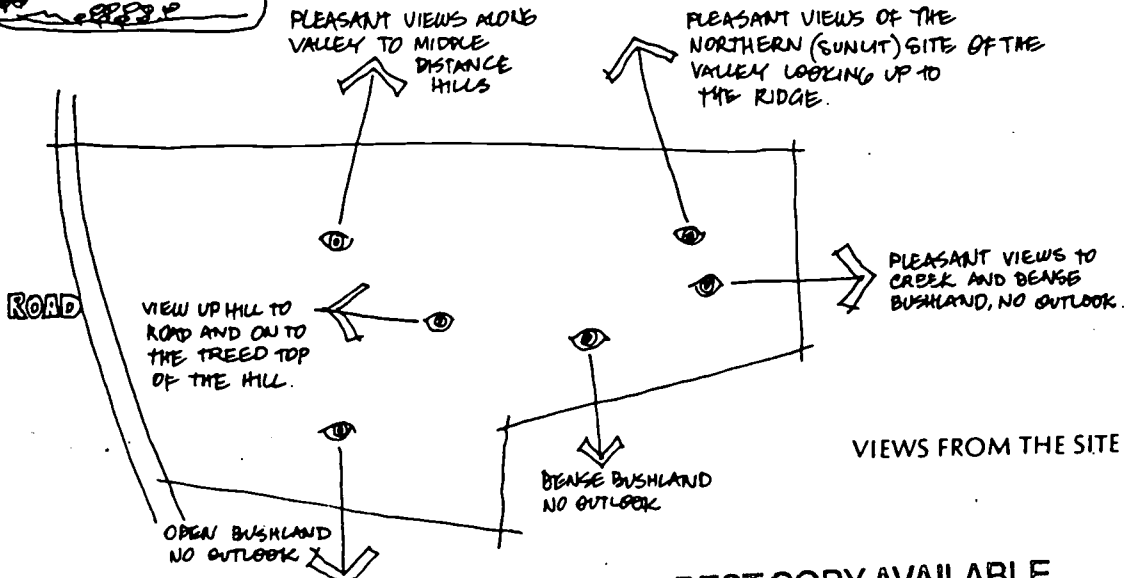 PLEASANT VIEWS ALONG
VALLEY TO MIDDLE
DISTANCE
HILLS
PLEASANT VIEWS OF THE
NORTHERN (SUNLIT) SITE OF THE
VALLEY LOOKING UP TO
THE RIDGE.
ROAD
VIEW UP HILL TO
ROAD AND ON TO
THE TREED TOP
OF THE HILL.
PLEASANT VIEWS TO
CREEK AND DENSE
BUSHLAND, NO OUTLOOK.
VIEWS FROM THE SITE
DENSE BUSHLAND
NO OUTLOOK
OPEN BUSHLAND
NO OUTLOOK
BEST COPY AVAILABLE